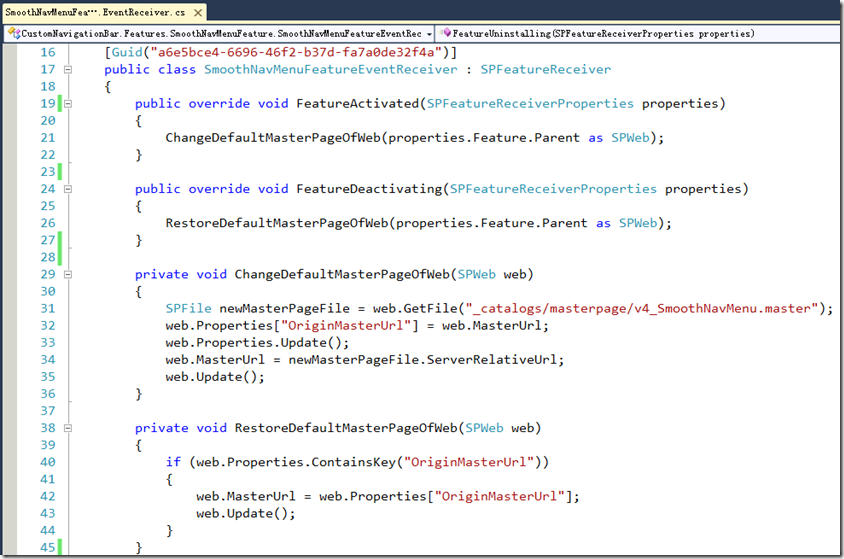 SmoothNavMenuFea···.EventReceiver.cs
CustomNavigationBar.Features.SmoothNavMenuFeature.SmoothNavMenuFeatureEventRec FeatureUninstalling(SPFeatureReceiverProperties properties)
16 [Guid("a6e5bce4-6696-46f2-b37d-fa7a0de32f4a")]
17 public class SmoothNavMenuFeatureEventReceiver : SPFeatureReceiver
18 {
19 public override void FeatureActivated(SPFeatureReceiverProperties properties)
20 {
21 ChangeDefaultMasterPageOfWeb(properties.Feature.Parent as SPWeb);
22 }
23
24 public override void FeatureDeactivating(SPFeatureReceiverProperties properties)
25 {
26 RestoreDefaultMasterPageOfWeb(properties.Feature.Parent as SPWeb);
27 }
28
29 private void ChangeDefaultMasterPageOfWeb(SPWeb web)
30 {
31 SPFile newMasterPageFile = web.GetFile("_catalogs/masterpage/v4_SmoothNavMenu.master");
32 web.Properties["OriginMasterUrl"] = web.MasterUrl;
33 web.Properties.Update();
34 web.MasterUrl = newMasterPageFile.ServerRelativeUrl;
35 web.Update();
36 }
37
38 private void RestoreDefaultMasterPageOfWeb(SPWeb web)
39 {
40 if (web.Properties.ContainsKey("OriginMasterUrl"))
41 {
42 web.MasterUrl = web.Properties["OriginMasterUrl"];
43 web.Update();
44 }
45 }